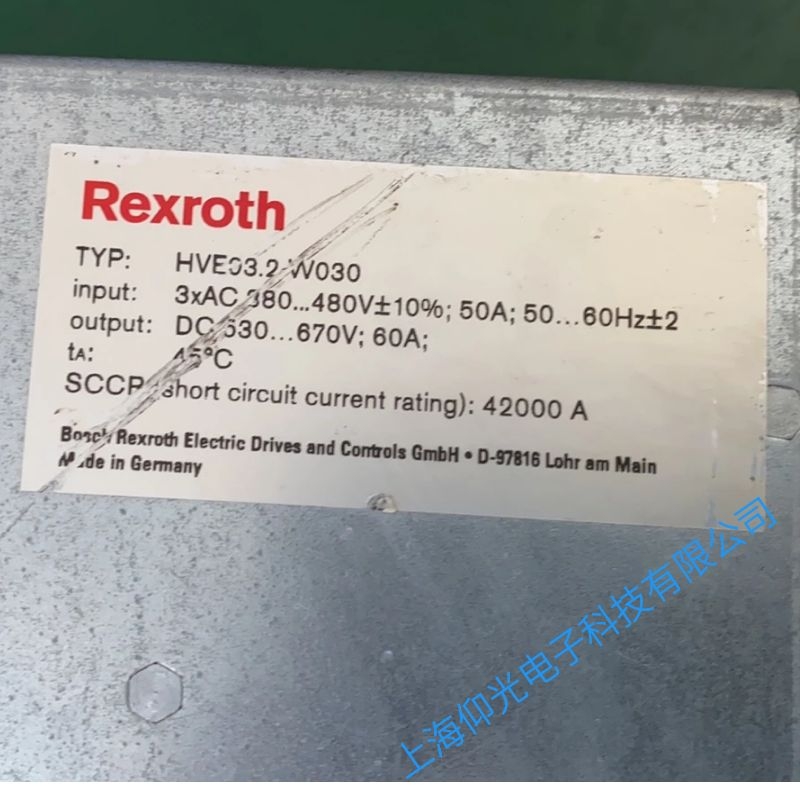 Rexroth
TYP: HVE03.2-W030
input: 3xAC 380...480V±10%; 50A; 50...60Hz±2
output: DC 530...670V; 60A;
tA: 45°C
SCCR (short circuit current rating): 42000 A
Bosch Rexroth Electric Drives and Controls GmbH • D-97816 Lohr am Main
Made in Germany
上海仰光电子科技有限公司